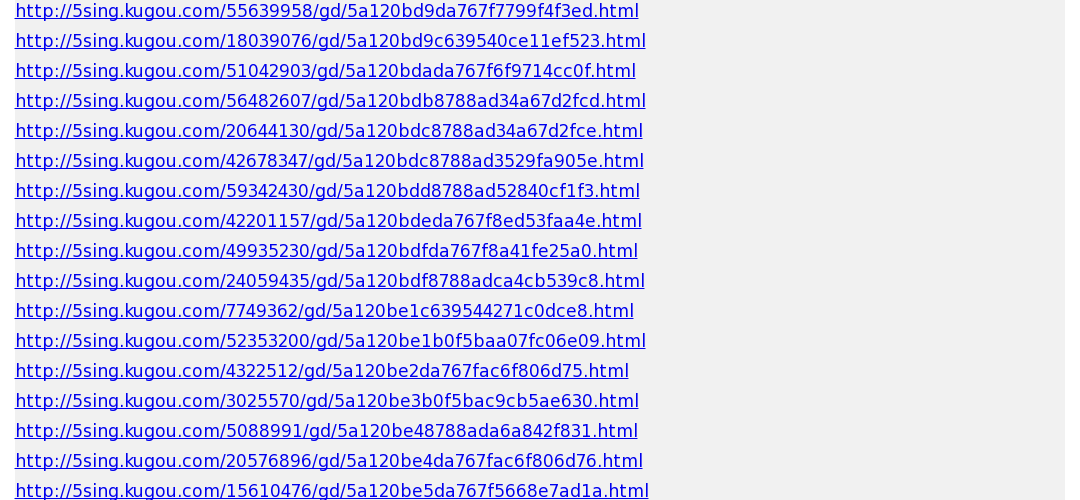 http://5sing.kugou.com/55639958/gd/5a120bd9da767f7799f4f3ed.html
http://5sing.kugou.com/18039076/gd/5a120bd9c639540ce11ef523.html
http://5sing.kugou.com/51042903/gd/5a120bdada767f6f9714cc0f.html
http://5sing.kugou.com/56482607/gd/5a120bdb8788ad34a67d2fcd.html
http://5sing.kugou.com/20644130/gd/5a120bdc8788ad34a67d2fce.html
http://5sing.kugou.com/42678347/gd/5a120bdc8788ad3529fa905e.html
http://5sing.kugou.com/59342430/gd/5a120bdd8788ad52840cf1f3.html
http://5sing.kugou.com/42201157/gd/5a120bdeda767f8ed53faa4e.html
http://5sing.kugou.com/49935230/gd/5a120bdfda767f8a41fe25a0.html
http://5sing.kugou.com/24059435/gd/5a120bdf8788adca4cb539c8.html
http://5sing.kugou.com/7749362/gd/5a120be1c639544271c0dce8.html
http://5sing.kugou.com/52353200/gd/5a120be1b0f5baa07fc06e09.html
http://5sing.kugou.com/4322512/gd/5a120be2da767fac6f806d75.html
http://5sing.kugou.com/3025570/gd/5a120be3b0f5bac9cb5ae630.html
http://5sing.kugou.com/5088991/gd/5a120be48788ada6a842f831.html
http://5sing.kugou.com/20576896/gd/5a120be4da767fac6f806d76.html
http://5sing.kugou.com/15610476/gd/5a120be5da767f5668e7ad1a.html